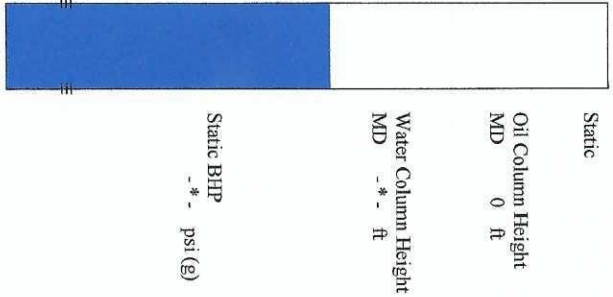 Static
Oil Column Height
MD 0 ft
Water Column Height
MD - * - ft
Static BHP
- * - psi (g)